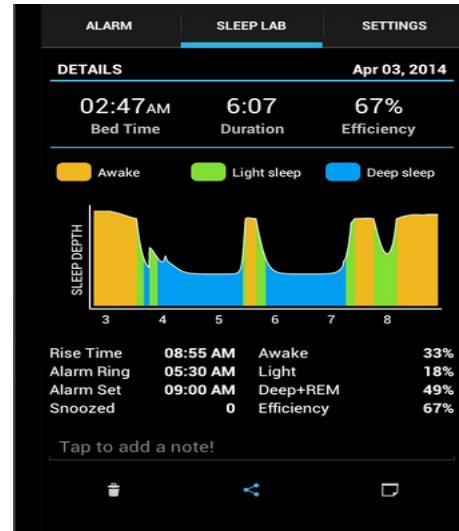 ALARM SLEEP LAB SETTINGS
DETAILS Apr 03, 2014
02:47AM 6:07 67%
Bed Time Duration Efficiency
Awake Light sleep Deep sleep
SLEEP DEPTH
3 4 5 6 7 8
Rise Time 08:55 AM Awake 33%
Alarm Ring 05:30 AM Light 18%
Alarm Set 09:00 AM Deep+REM 49%
Snoozed 0 Efficiency 67%
Tap to add a note!